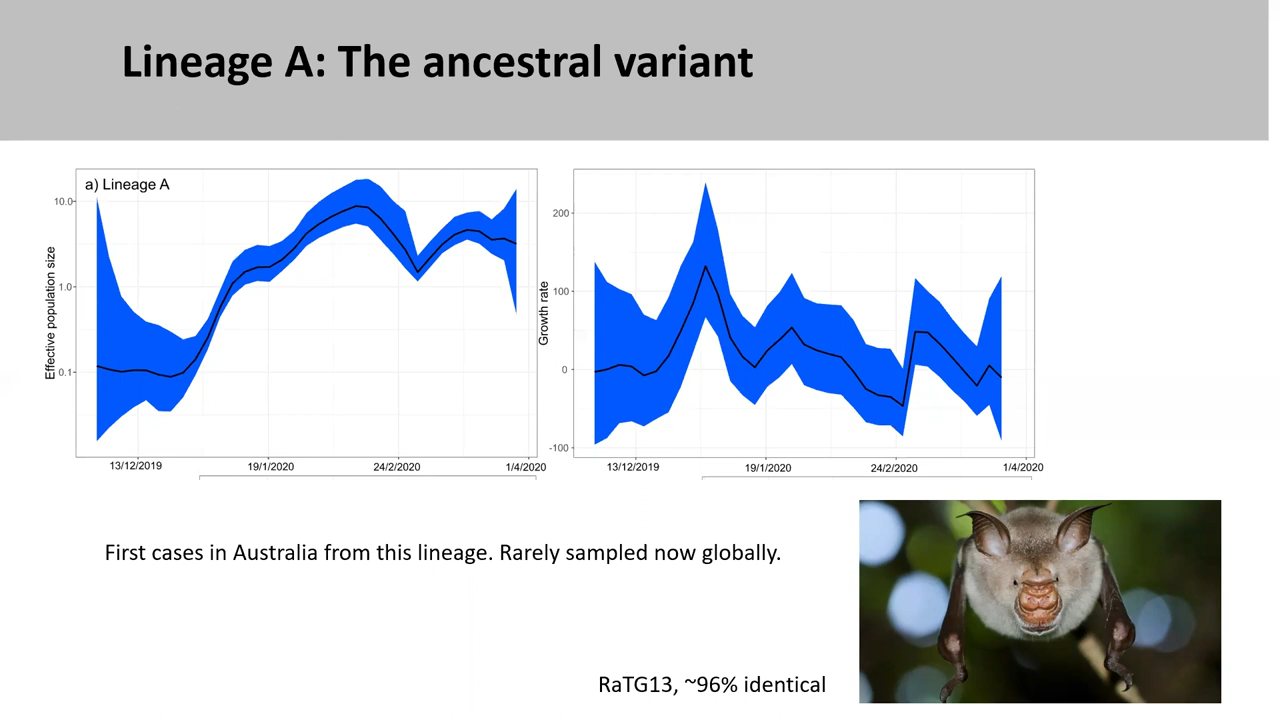 Lineage A: The ancestral variant
a) Lineage A
Effective population size
10.0
1.0
0.1
13/12/2019 19/1/2020 24/2/2020 1/4/2020
Growth rate
200
100
0
-100
13/12/2019 19/1/2020 24/2/2020 1/4/2020
First cases in Australia from this lineage. Rarely sampled now globally.
RaTG13, ~96% identical